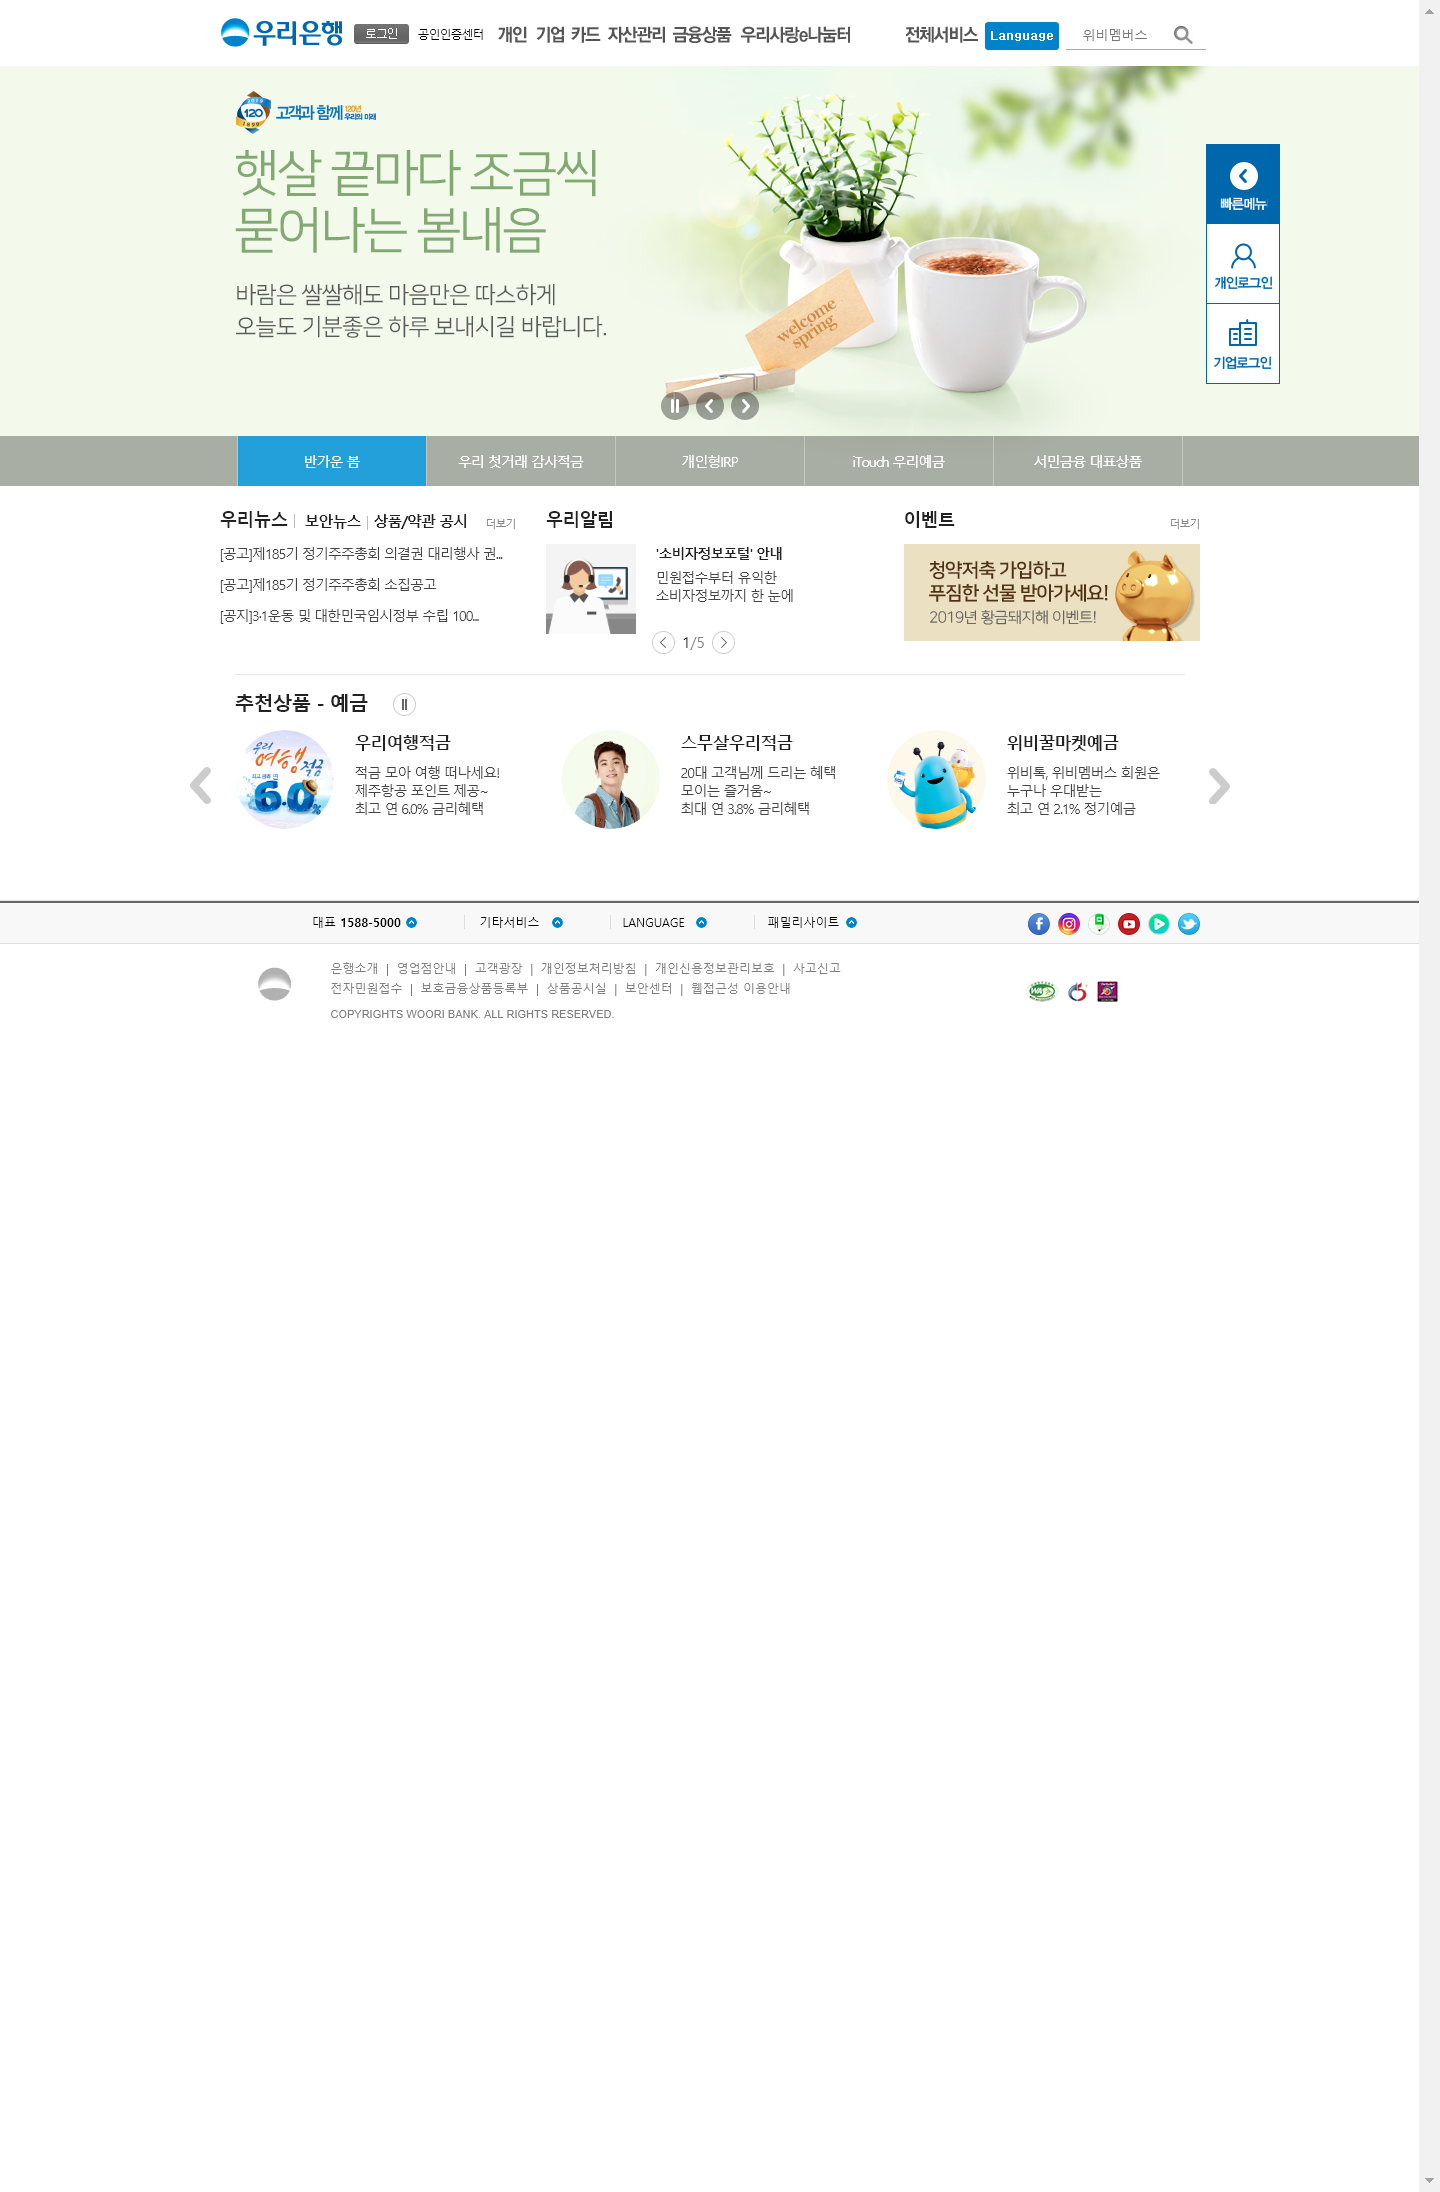 우리은행 로그인 공인인증센터 개인 기업 카드 자산관리 금융상품 우리사랑e나눔터 전체서비스 Language 위비멤버스
120 1899 고객과 함께 120년 우리의 미래
햇살 끝마다 조금씩
묻어나는 봄내음
바람은 쌀쌀해도 마음만은 따스하게
오늘도 기분좋은 하루 보내시길 바랍니다.
welcome
spring
빠른메뉴
개인로그인
기업로그인
반가운 봄 우리 첫거래 감사적금 개인형IRP iTouch 우리예금 서민금융 대표상품
우리뉴스 보안뉴스 상품/약관 공시 더보기
[공고]제185기 정기주주총회 의결권 대리행사 권...
[공고]제185기 정기주주총회 소집공고
[공지]3·1운동 및 대한민국임시정부 수립 100...
우리알림
'소비자정보포털' 안내
민원접수부터 유익한
소비자정보까지 한 눈에
1/5
이벤트 더보기
청약저축 가입하고
푸짐한 선물 받아가세요!
2019년 황금돼지해 이벤트!
추천상품 - 예금
우리
여행적금
6.0%
우리여행적금
적금 모아 여행 떠나세요!
제주항공 포인트 제공~
최고 연 6.0% 금리혜택
스무살우리적금
20대 고객님께 드리는 혜택
모이는 즐거움~
최대 연 3.8% 금리혜택
위비꿀마켓예금
위비톡, 위비멤버스 회원은
누구나 우대받는
최고 연 2.1% 정기예금
대표 1588-5000 기타서비스 LANGUAGE 패밀리사이트
은행소개 | 영업점안내 | 고객광장 | 개인정보처리방침 | 개인신용정보관리보호 | 사고신고
전자민원접수 | 보호금융상품등록부 | 상품공시실 | 보안센터 | 웹접근성 이용안내
COPYRIGHTS WOORI BANK. ALL RIGHTS RESERVED.
WA